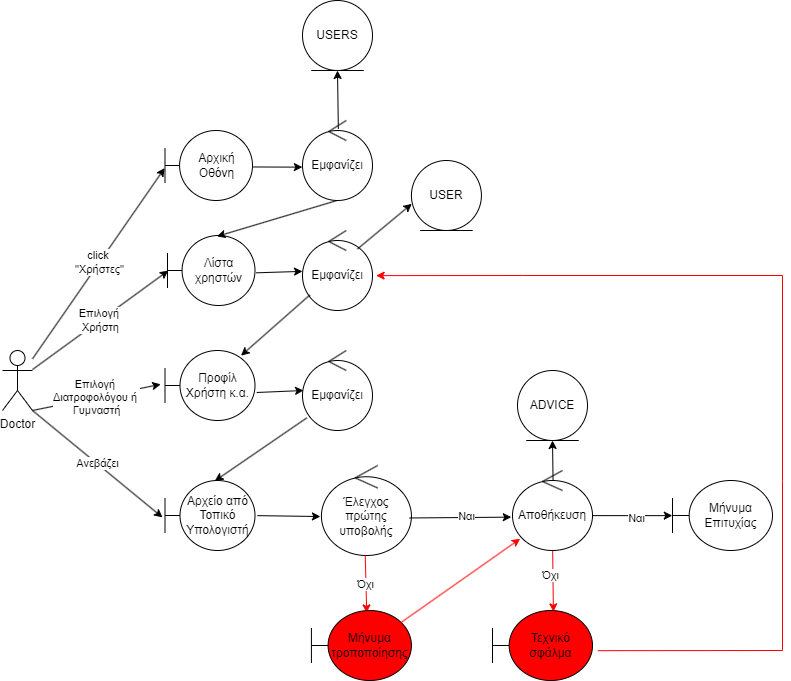 USERS
Αρχική
Οθόνη
Εμφανίζει
USER
click
"Χρήστες"
Λίστα
χρηστών
Εμφανίζει
Επιλογή
Χρήστη
Επιλογή
Διατροφολόγου ή
Γυμναστή
Προφίλ
Χρήστη κ.α.
Εμφανίζει
Doctor
ADVICE
Ανεβάζει
Αρχείο από
Τοπικό
Υπολογιστή
Έλεγχος
πρώτης
υποβολής
Ναι
Αποθήκευση
Ναι
Μήνυμα
Επιτυχίας
Όχι
Όχι
Μήνυμα
τροποποίησης
Τεχνικό
σφάλμα